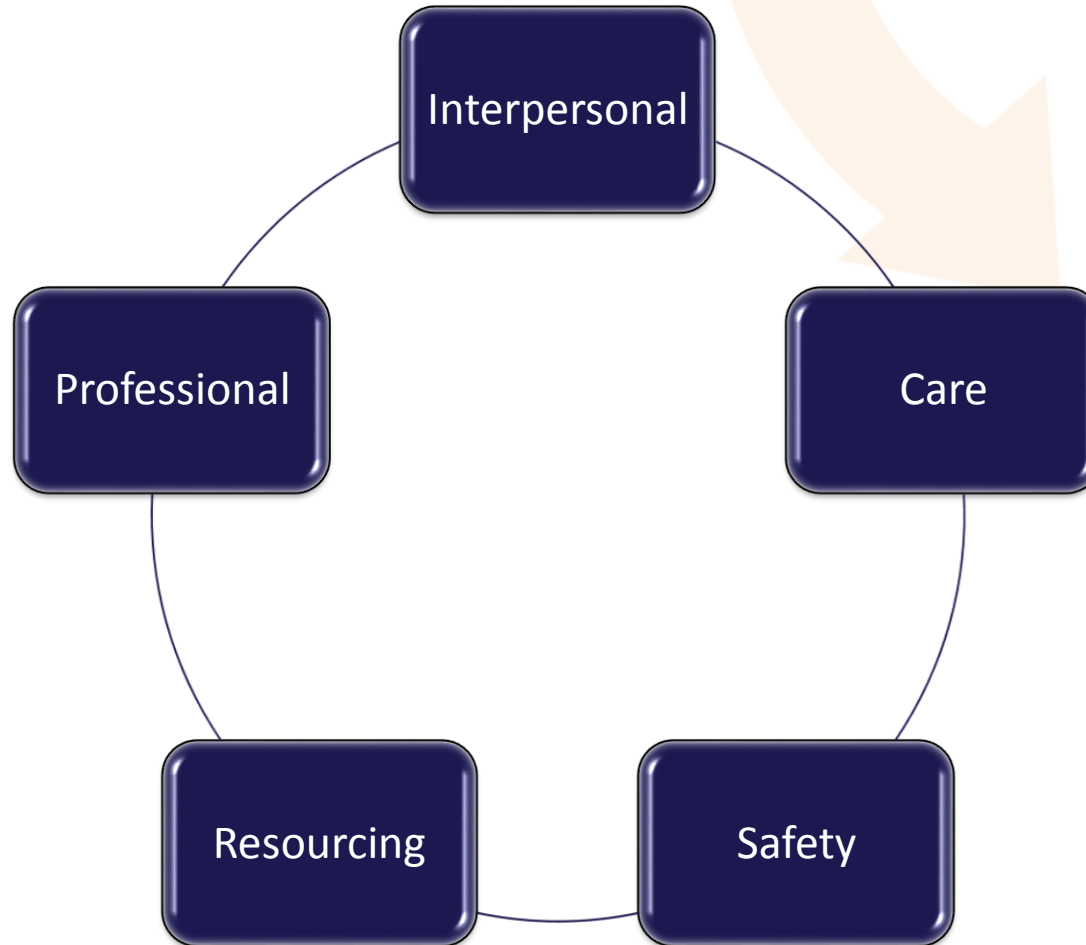 Interpersonal
Professional
Care
Resourcing
Safety